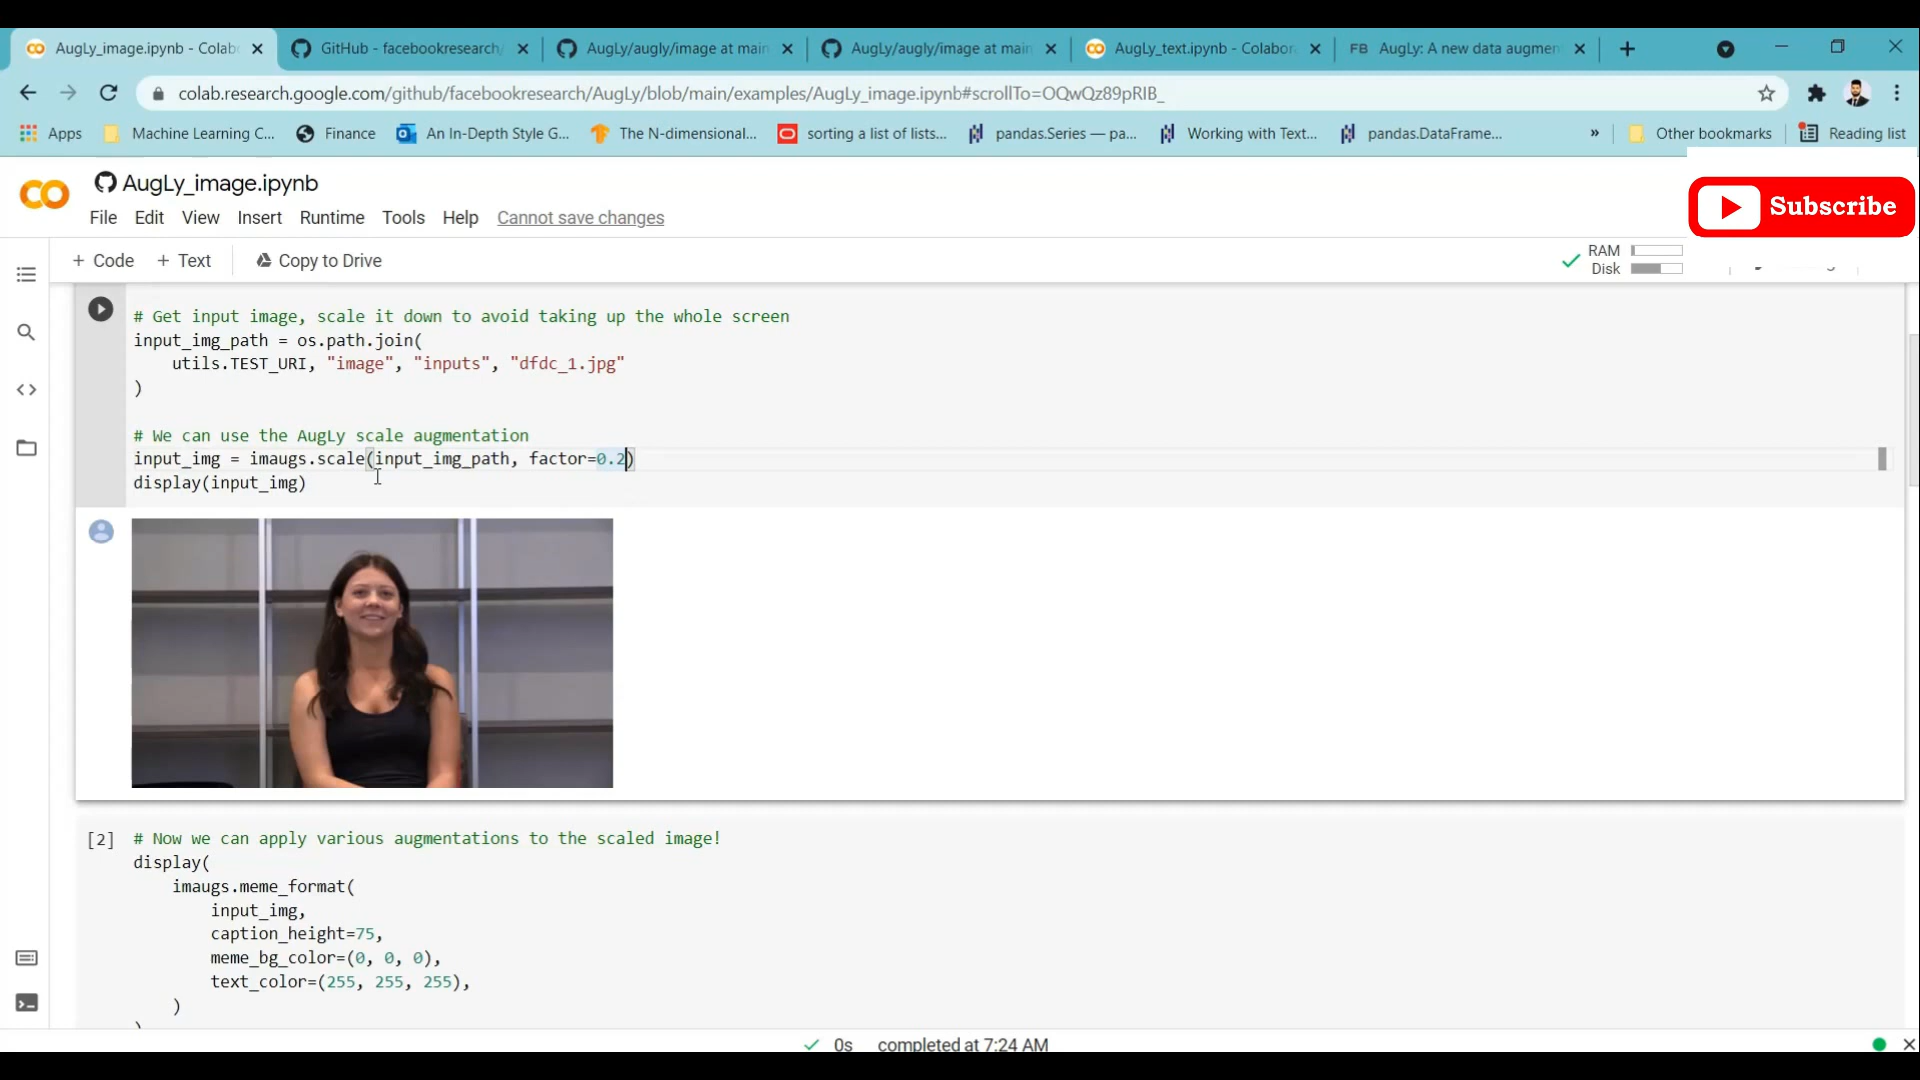 AugLy_image.ipynb - Colab
GitHub - facebookresearch/
AugLy/augly/image at main
AugLy/augly/image at main
AugLy_text.ipynb - Colabor
FB AugLy: A new data augmen
colab.research.google.com/github/facebookresearch/AugLy/blob/main/examples/AugLy_image.ipynb#scrollTo=OQwQz89pRlB_
Apps Machine Learning C... Finance An In-Depth Style G... The N-dimensional... sorting a list of lists... pandas.Series — pa... Working with Text... pandas.DataFrame... » Other bookmarks Reading list
AugLy_image.ipynb
File Edit View Insert Runtime Tools Help Cannot save changes
Subscribe
+ Code + Text Copy to Drive
RAM
Disk
# Get input image, scale it down to avoid taking up the whole screen
input_img_path = os.path.join(
utils.TEST_URI, "image", "inputs", "dfdc_1.jpg"
)
# We can use the AugLy scale augmentation
input_img = imaugs.scale(input_img_path, factor=0.2)
display(input_img)
[2] # Now we can apply various augmentations to the scaled image!
display(
imaugs.meme_format(
input_img,
caption_height=75,
meme_bg_color=(0, 0, 0),
text_color=(255, 255, 255),
)
0s completed at 7:24 AM